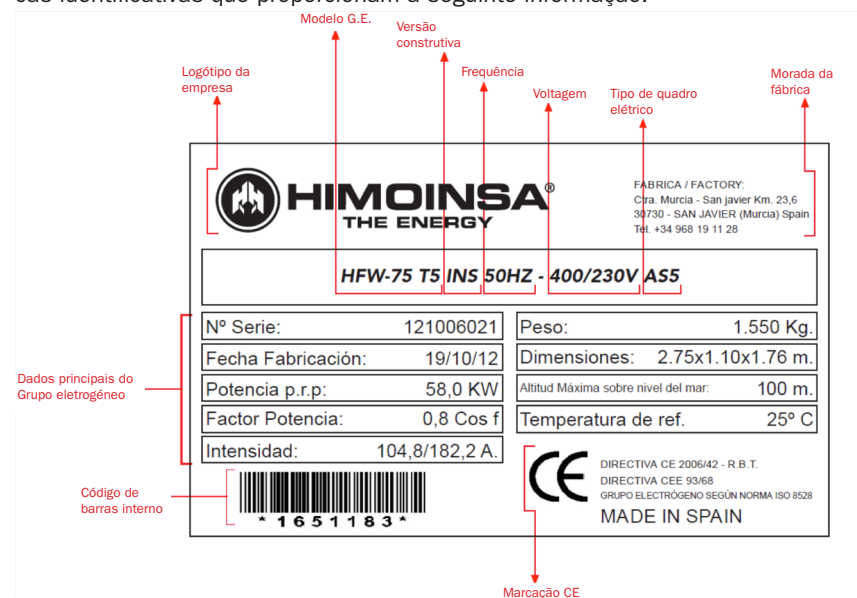 cas identificativas que proporcionam a seguinte informação:
Modelo G.E.
Versão
construtiva
Logótipo da
empresa
Frequência
Voltagem
Tipo de quadro
elétrico
Morada da
fábrica
HIMOINSA®
THE ENERGY
FABRICA / FACTORY:
Ctra. Murcia - San javier Km. 23,6
30730 - SAN JAVIER (Murcia) Spain
Tel. +34 968 19 11 28
HFW-75 T5 INS 50HZ - 400/230V AS5
Nº Serie: 121006021
Fecha Fabricación: 19/10/12
Potencia p.r.p: 58,0 KW
Factor Potencia: 0,8 Cos f
Intensidad: 104,8/182,2 A.
Peso: 1.550 Kg.
Dimensiones: 2.75x1.10x1.76 m.
Altitud Máxima sobre nivel del mar: 100 m.
Temperatura de ref. 25º C
Dados principais do
Grupo eletrogéneo
Código de
barras interno
*1651183*
CE
DIRECTIVA CE 2006/42 - R.B.T.
DIRECTIVA CEE 93/68
GRUPO ELECTRÓGENO SEGÚN NORMA ISO 8528
MADE IN SPAIN
Marcação CE